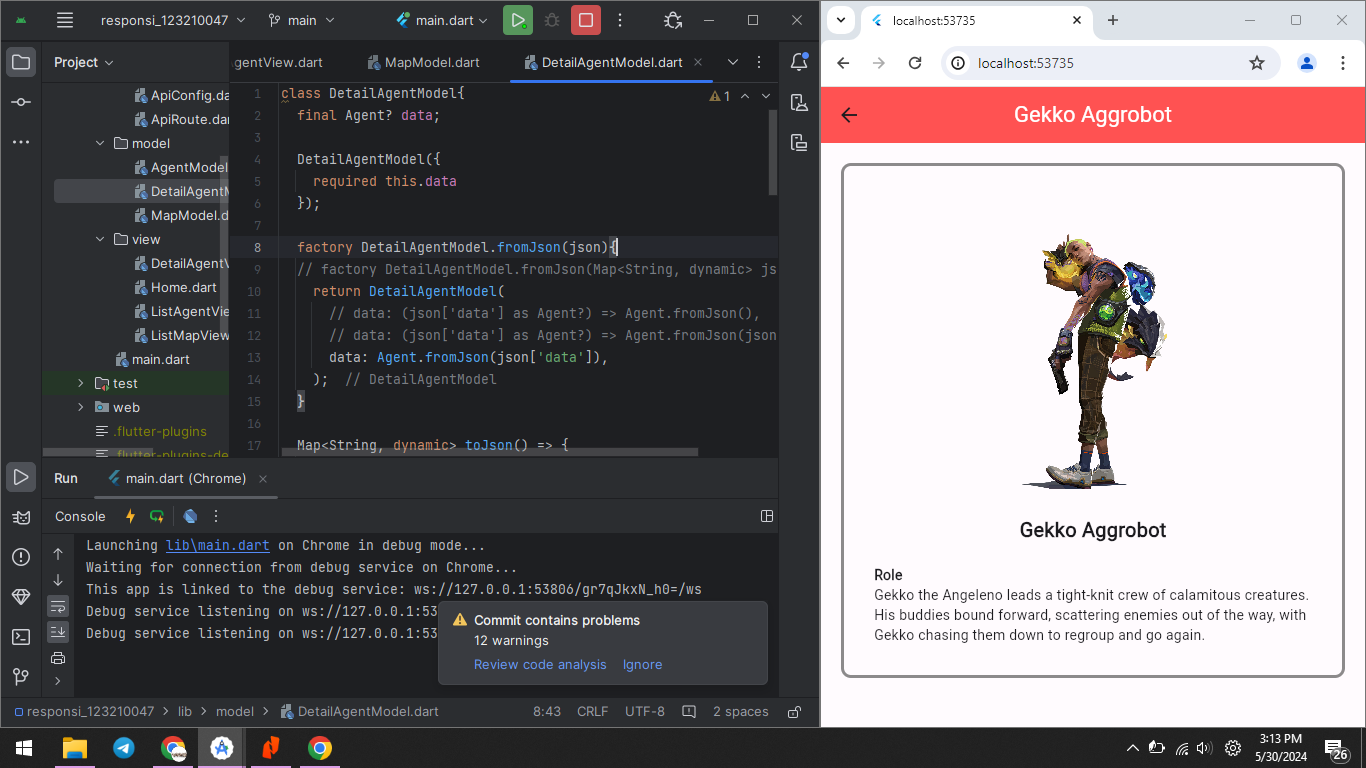 responsi_123210047
main
main.dart
Project
gentView.dart
MapModel.dart
DetailAgentModel.dart
ApiConfig.da
ApiRoute.dar
model
AgentModel
DetailAgentM
MapModel.d
view
DetailAgentV
Home.dart
ListAgentVie
ListMapView
main.dart
test
web
.flutter-plugins
.flutter-plugins-de
1
1 class DetailAgentModel{
2 final Agent? data;
3
4 DetailAgentModel({
5 required this.data
6 });
7
8 factory DetailAgentModel.fromJson(json){
9 // factory DetailAgentModel.fromJson(Map<String, dynamic> js
10 return DetailAgentModel(
11 // data: (json['data'] as Agent?) => Agent.fromJson(),
12 // data: (json['data'] as Agent?) => Agent.fromJson(json
13 data: Agent.fromJson(json['data']),
14 ); // DetailAgentModel
15 }
16
17 Map<String, dynamic> toJson() => {
Run
main.dart (Chrome)
Console
Launching lib\main.dart on Chrome in debug mode...
Waiting for connection from debug service on Chrome...
This app is linked to the debug service: ws://127.0.0.1:53806/gr7qJkxN_h0=/ws
Debug service listening on ws://127.0.0.1:53
Debug service listening on ws://127.0.0.1:53
Commit contains problems
12 warnings
Review code analysis Ignore
responsi_123210047 > lib > model > DetailAgentModel.dart
8:43 CRLF UTF-8 2 spaces
localhost:53735
localhost:53735
Gekko Aggrobot
Gekko Aggrobot
Role
Gekko the Angeleno leads a tight-knit crew of calamitous creatures.
His buddies bound forward, scattering enemies out of the way, with
Gekko chasing them down to regroup and go again.
3:13 PM
5/30/2024
26